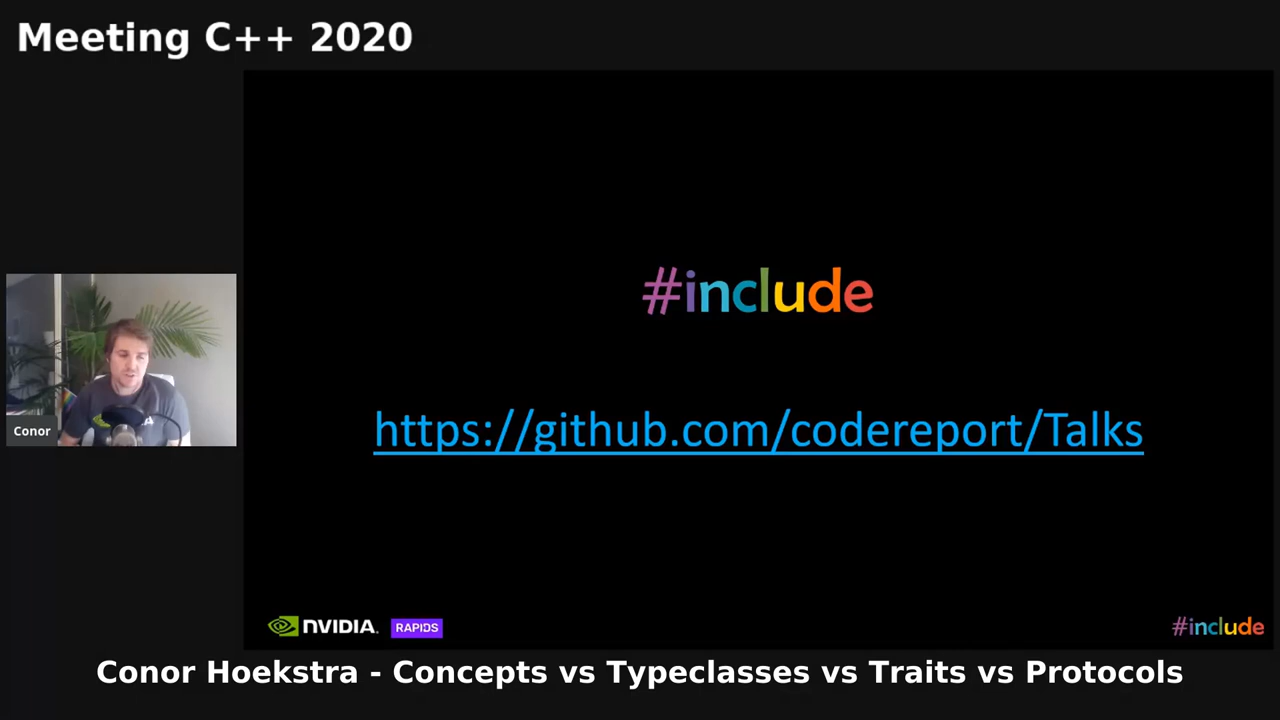 Meeting C++ 2020
#include
https://github.com/codereport/Talks
Conor
NVIDIA. RAPIDS
#include
Conor Hoekstra - Concepts vs Typeclasses vs Traits vs Protocols